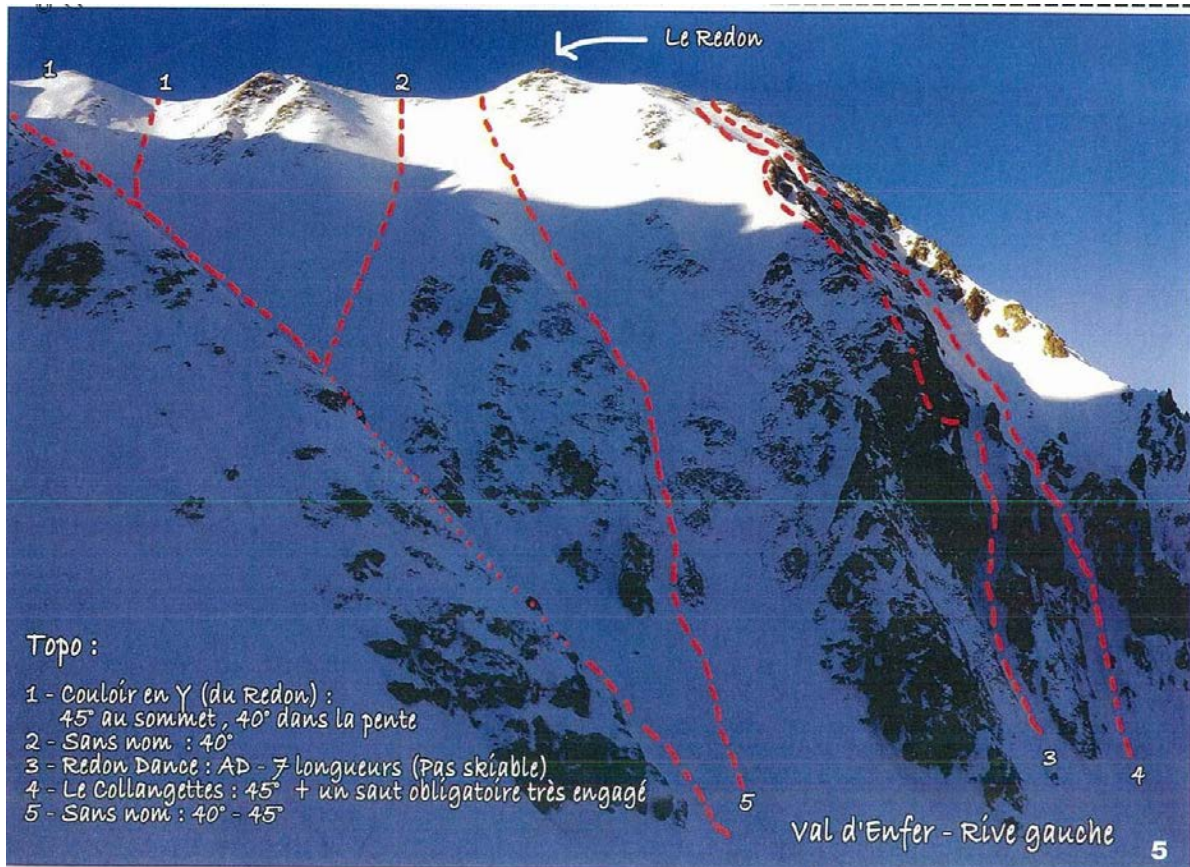 Le Redon
1
1
2
Topo :
1 - Couloir en Y (du Redon) :
45° au sommet, 40° dans la pente
2 - Sans nom : 40°
3 - Redon Dance : AD - 7 longueurs (Pas skiable)
4 - Le Collangettes : 45° + un saut obligatoire très engagé
5 - Sans nom : 40° - 45°
5
3
4
Val d'Enfer - Rive gauche
5